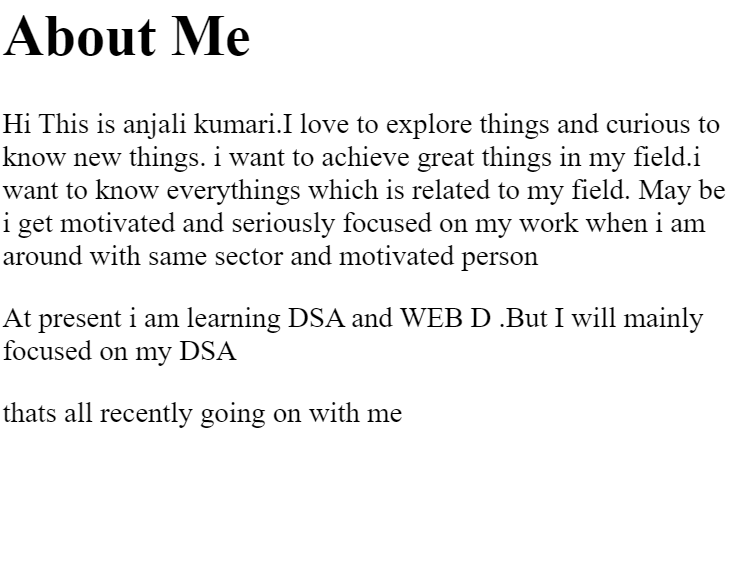 About Me
Hi This is anjali kumari.I love to explore things and curious to
know new things. i want to achieve great things in my field.i
want to know everythings which is related to my field. May be
i get motivated and seriously focused on my work when i am
around with same sector and motivated person
At present i am learning DSA and WEB D .But I will mainly
focused on my DSA
thats all recently going on with me